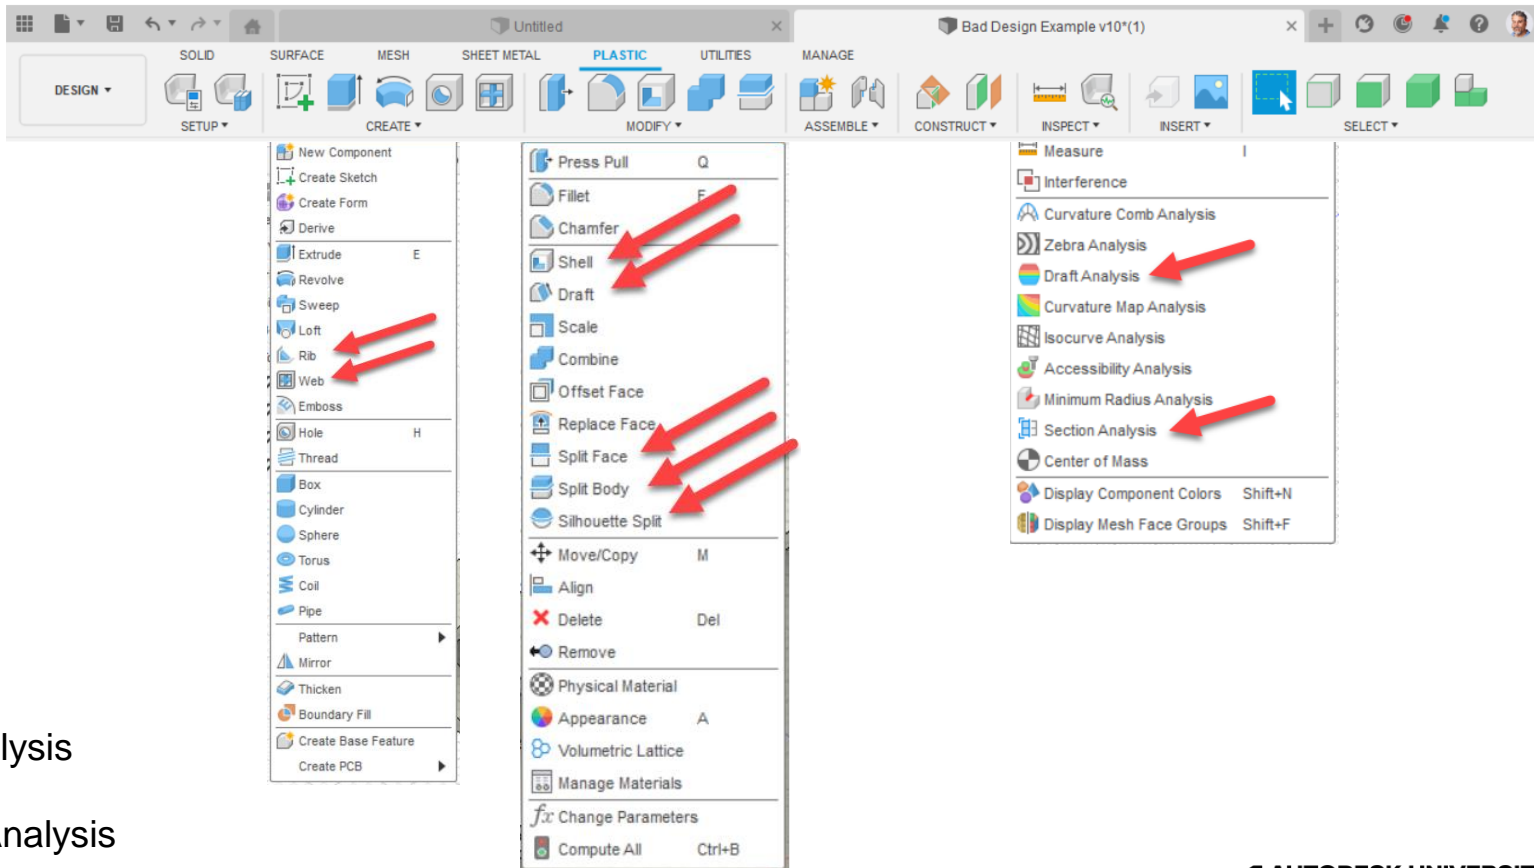 Untitled
Bad Design Example v10*(1)
SOLID SURFACE MESH SHEET METAL PLASTIC UTILITIES MANAGE
DESIGN
SETUP CREATE MODIFY ASSEMBLE CONSTRUCT INSPECT INSERT SELECT
New Component
Create Sketch
Create Form
Derive
Extrude E
Revolve
Sweep
Loft
Rib
Web
Emboss
Hole H
Thread
Box
Cylinder
Sphere
Torus
Coil
Pipe
Pattern
Mirror
Thicken
Boundary Fill
Create Base Feature
Create PCB
Press Pull Q
Fillet F
Chamfer
Shell
Draft
Scale
Combine
Offset Face
Replace Face
Split Face
Split Body
Silhouette Split
Move/Copy M
Align
Delete Del
Remove
Physical Material
Appearance A
Volumetric Lattice
Manage Materials
fx Change Parameters
Compute All Ctrl+B
Measure I
Interference
Curvature Comb Analysis
Zebra Analysis
Draft Analysis
Curvature Map Analysis
Isocurve Analysis
Accessibility Analysis
Minimum Radius Analysis
Section Analysis
Center of Mass
Display Component Colors Shift+N
Display Mesh Face Groups Shift+F
lysis
nalysis
AUTODESK UNIVERSIT